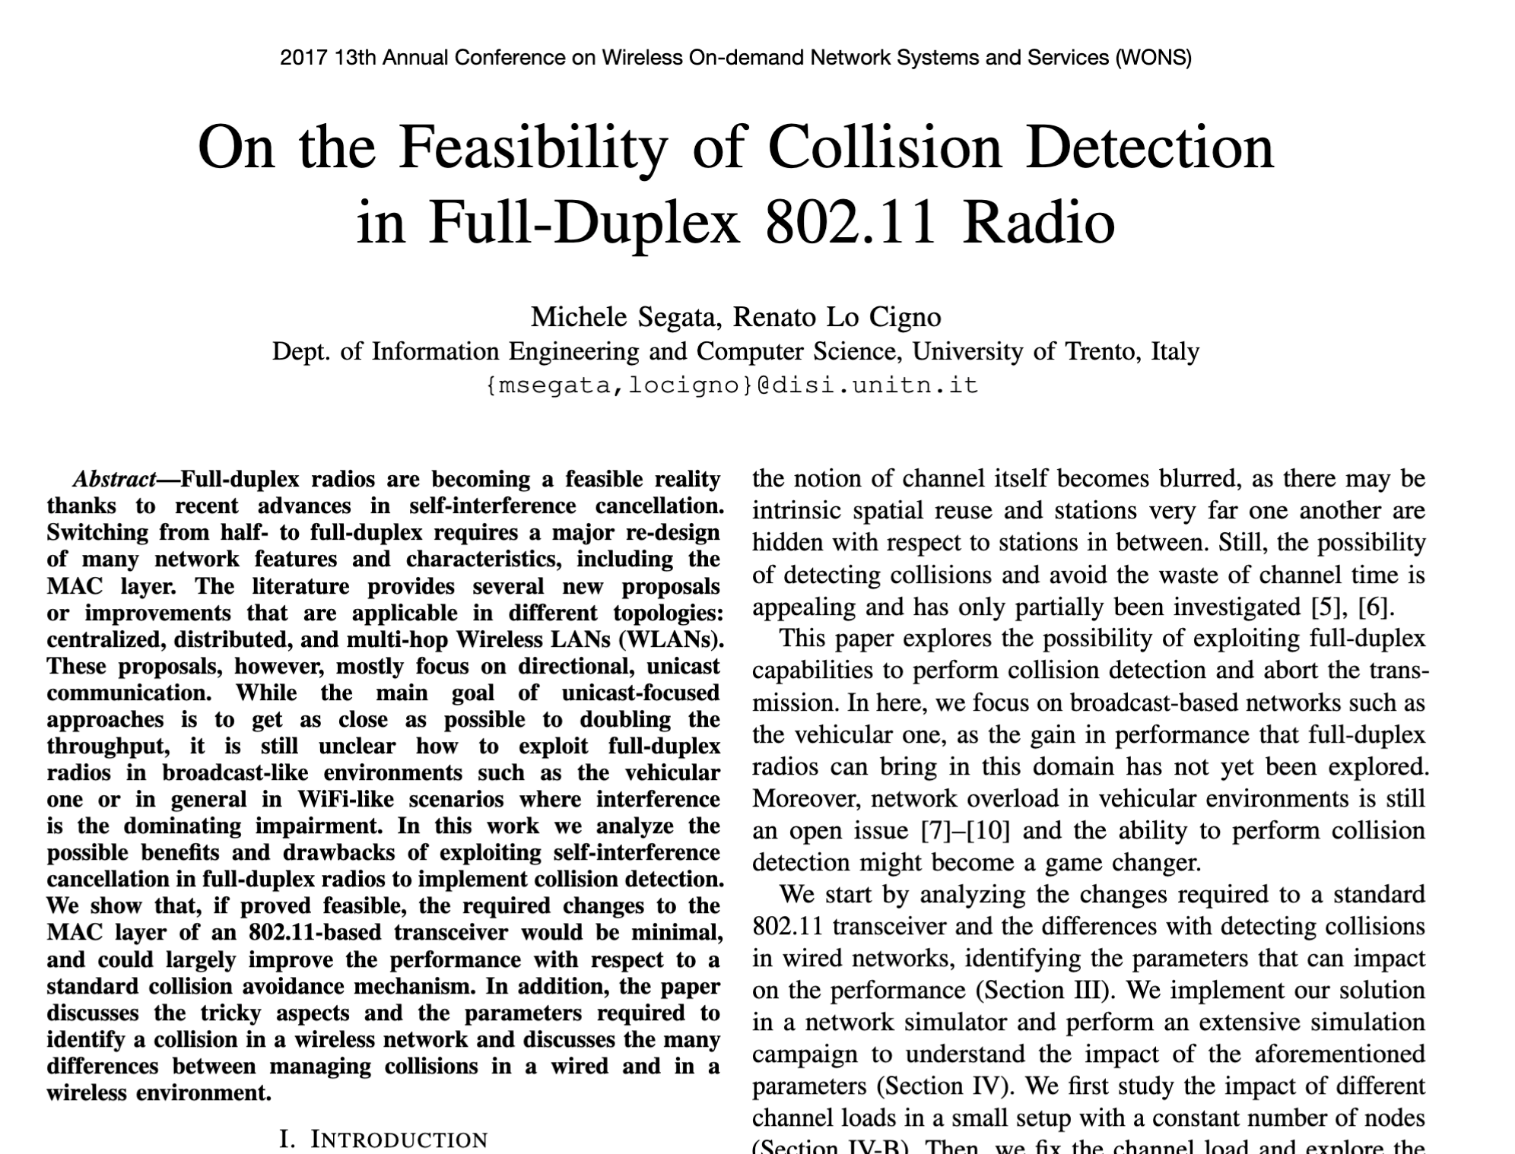 2017 13th Annual Conference on Wireless On-demand Network Systems and Services (WONS)
On the Feasibility of Collision Detection
in Full-Duplex 802.11 Radio
Michele Segata, Renato Lo Cigno
Dept. of Information Engineering and Computer Science, University of Trento, Italy
{msegata,locigno}@disi.unitn.it
Abstract—Full-duplex radios are becoming a feasible reality
thanks to recent advances in self-interference cancellation.
Switching from half- to full-duplex requires a major re-design
of many network features and characteristics, including the
MAC layer. The literature provides several new proposals
or improvements that are applicable in different topologies:
centralized, distributed, and multi-hop Wireless LANs (WLANs).
These proposals, however, mostly focus on directional, unicast
communication. While the main goal of unicast-focused
approaches is to get as close as possible to doubling the
throughput, it is still unclear how to exploit full-duplex
radios in broadcast-like environments such as the vehicular
one or in general in WiFi-like scenarios where interference
is the dominating impairment. In this work we analyze the
possible benefits and drawbacks of exploiting self-interference
cancellation in full-duplex radios to implement collision detection.
We show that, if proved feasible, the required changes to the
MAC layer of an 802.11-based transceiver would be minimal,
and could largely improve the performance with respect to a
standard collision avoidance mechanism. In addition, the paper
discusses the tricky aspects and the parameters required to
identify a collision in a wireless network and discusses the many
differences between managing collisions in a wired and in a
wireless environment.
I. INTRODUCTION
the notion of channel itself becomes blurred, as there may be
intrinsic spatial reuse and stations very far one another are
hidden with respect to stations in between. Still, the possibility
of detecting collisions and avoid the waste of channel time is
appealing and has only partially been investigated [5], [6].
This paper explores the possibility of exploiting full-duplex
capabilities to perform collision detection and abort the trans-
mission. In here, we focus on broadcast-based networks such as
the vehicular one, as the gain in performance that full-duplex
radios can bring in this domain has not yet been explored.
Moreover, network overload in vehicular environments is still
an open issue [7]–[10] and the ability to perform collision
detection might become a game changer.
We start by analyzing the changes required to a standard
802.11 transceiver and the differences with detecting collisions
in wired networks, identifying the parameters that can impact
on the performance (Section III). We implement our solution
in a network simulator and perform an extensive simulation
campaign to understand the impact of the aforementioned
parameters (Section IV). We first study the impact of different
channel loads in a small setup with a constant number of nodes
(Section IV-B). Then, we fix the channel load and explore the